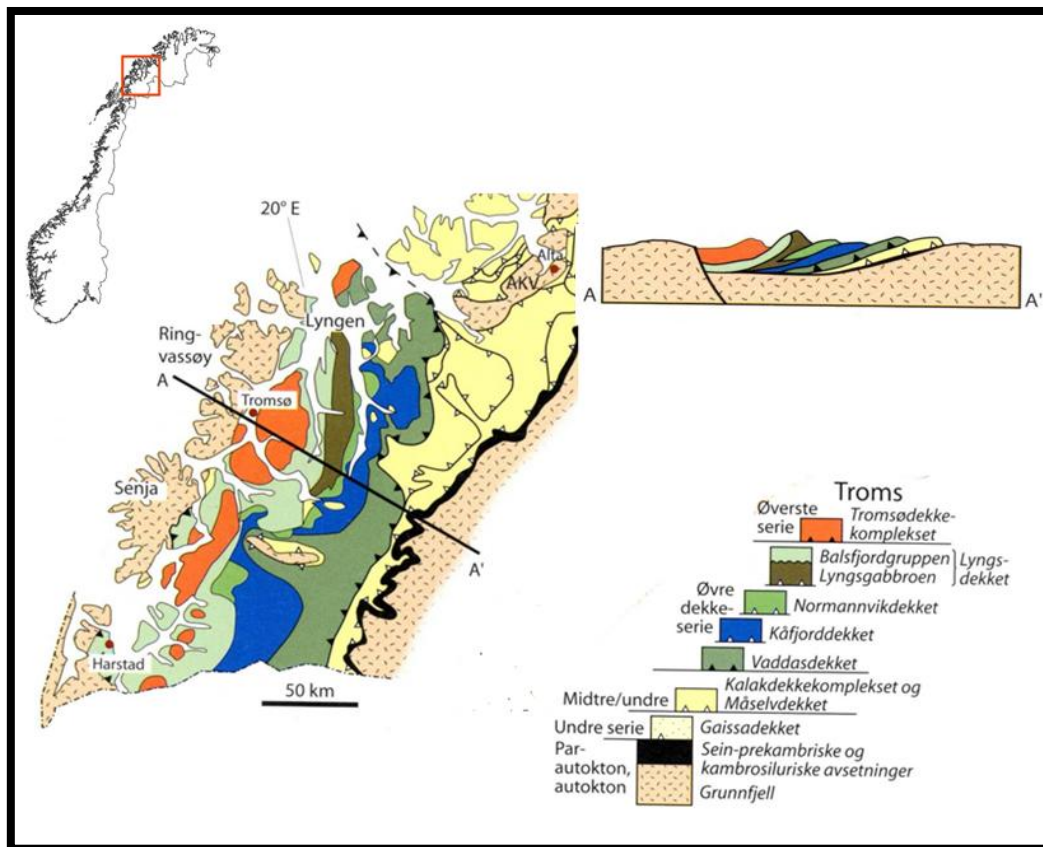 20° E
Lyngen
Alta
AKV
Ring-
vassøy
A
Tromsø
Senja
A'
Harstad
50 km
A
A'
Troms
Øverste
serie
Tromsødekke-
komplekset
Balsfjordgruppen
Lyngsgabbroen
Lyngs-
dekket
Øvre
dekke-
serie
Normannvikdekket
Kåfjorddekket
Vaddasdekket
Midtre/undre
Kalakdekkekomplekset og
Måselvdekket
Undre serie
Gaissadekket
Par-
autokton,
autokton
Sein-prekambriske og
kambrosiluriske avsetninger
Grunnfjell